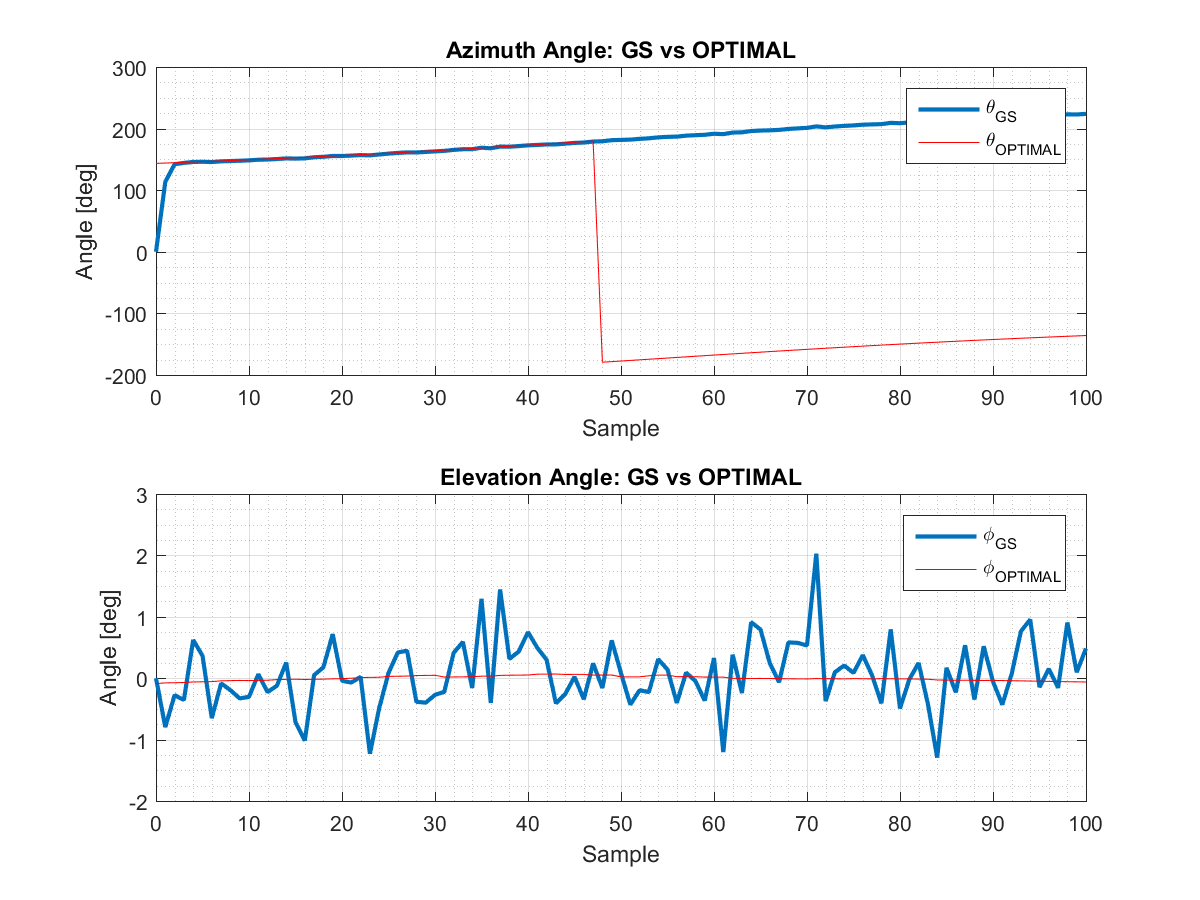 Azimuth Angle: GS vs OPTIMAL
300
200
100
0
-100
-200
Angle [deg]
θGS
θOPTIMAL
0 10 20 30 40 50 60 70 80 90 100
Sample
Elevation Angle: GS vs OPTIMAL
3
2
1
0
-1
-2
Angle [deg]
ϕGS
ϕOPTIMAL
0 10 20 30 40 50 60 70 80 90 100
Sample